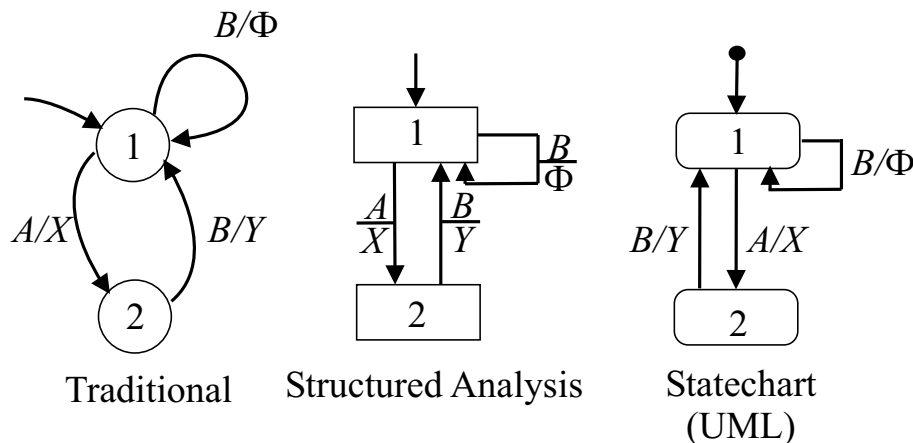 B/Φ
1
A/X
B/Y
2
Traditional
1
B
Φ
A
X
B
Y
2
Structured Analysis
1
B/Φ
B/Y
A/X
2
Statechart
(UML)